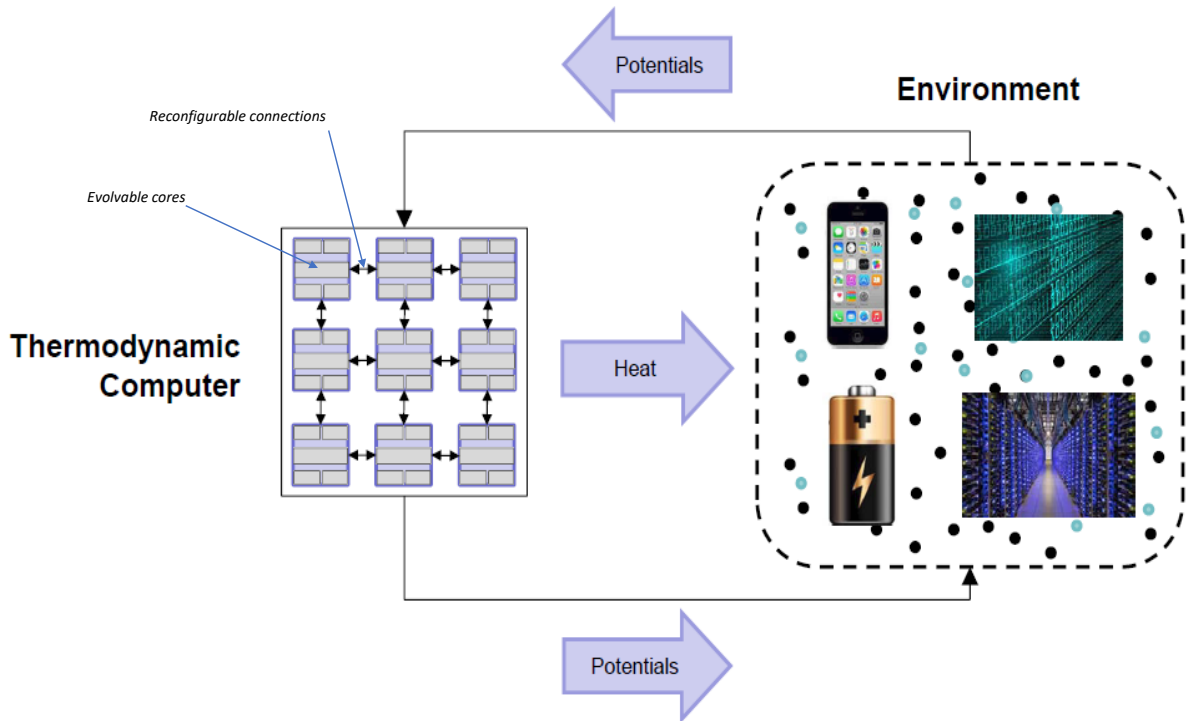 Potentials
Environment
Reconfigurable connections
Evolvable cores
Thermodynamic
Computer
Heat
Potentials